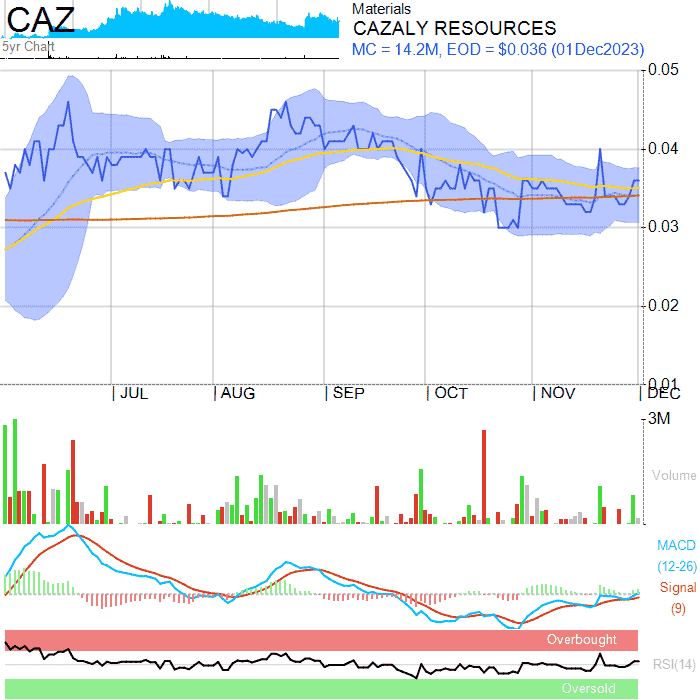 CAZ
5yr Chart
Materials
CAZALY RESOURCES
MC = 14.2M, EOD = $0.036 (01Dec2023)
0.05
0.04
0.03
0.02
0.01
JUL
AUG
SEP
OCT
NOV
DEC
3M
Volume
MACD
(12-26)
Signal
(9)
Overbought
RSI(14)
Oversold